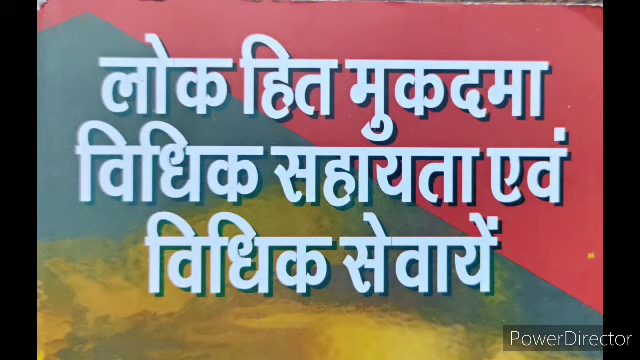 लोक हित मुकदमा
विधिक सहायता एवं
विधिक सेवायें
PowerDirector